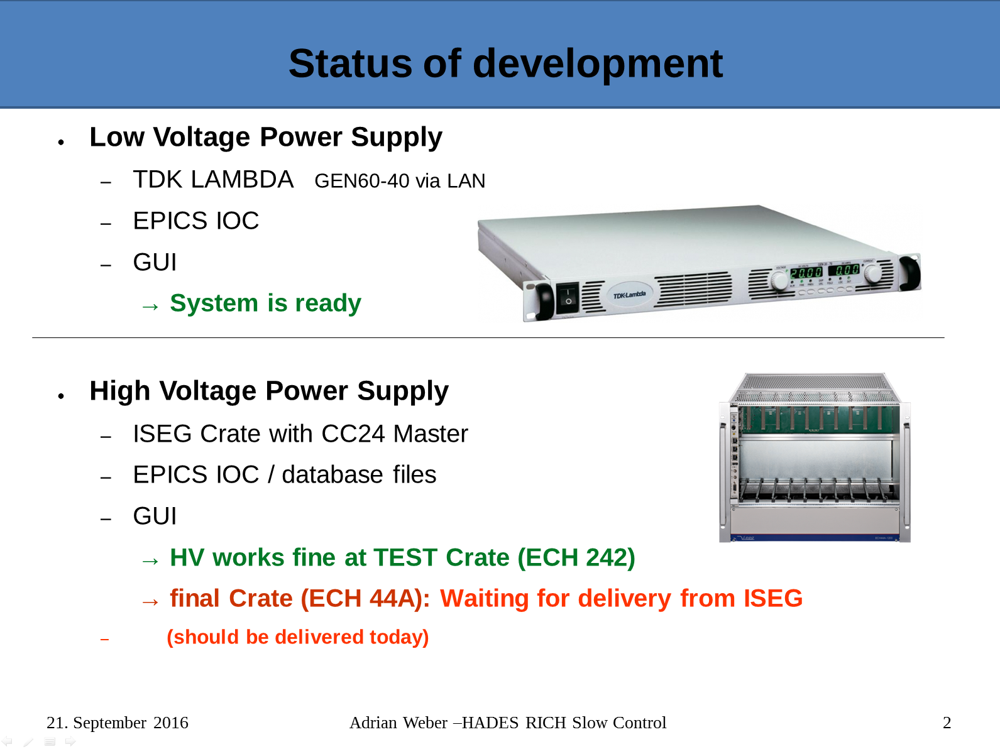 Status of development
• Low Voltage Power Supply
– TDK LAMBDA GEN60-40 via LAN
– EPICS IOC
– GUI
→ System is ready
TDK-Lambda
VOLTAGE
20.00
0.00
• High Voltage Power Supply
– ISEG Crate with CC24 Master
– EPICS IOC / database files
– GUI
→ HV works fine at TEST Crate (ECH 242)
→ final Crate (ECH 44A): Waiting for delivery from ISEG
– (should be delivered today)
21. September 2016
Adrian Weber –HADES RICH Slow Control
2